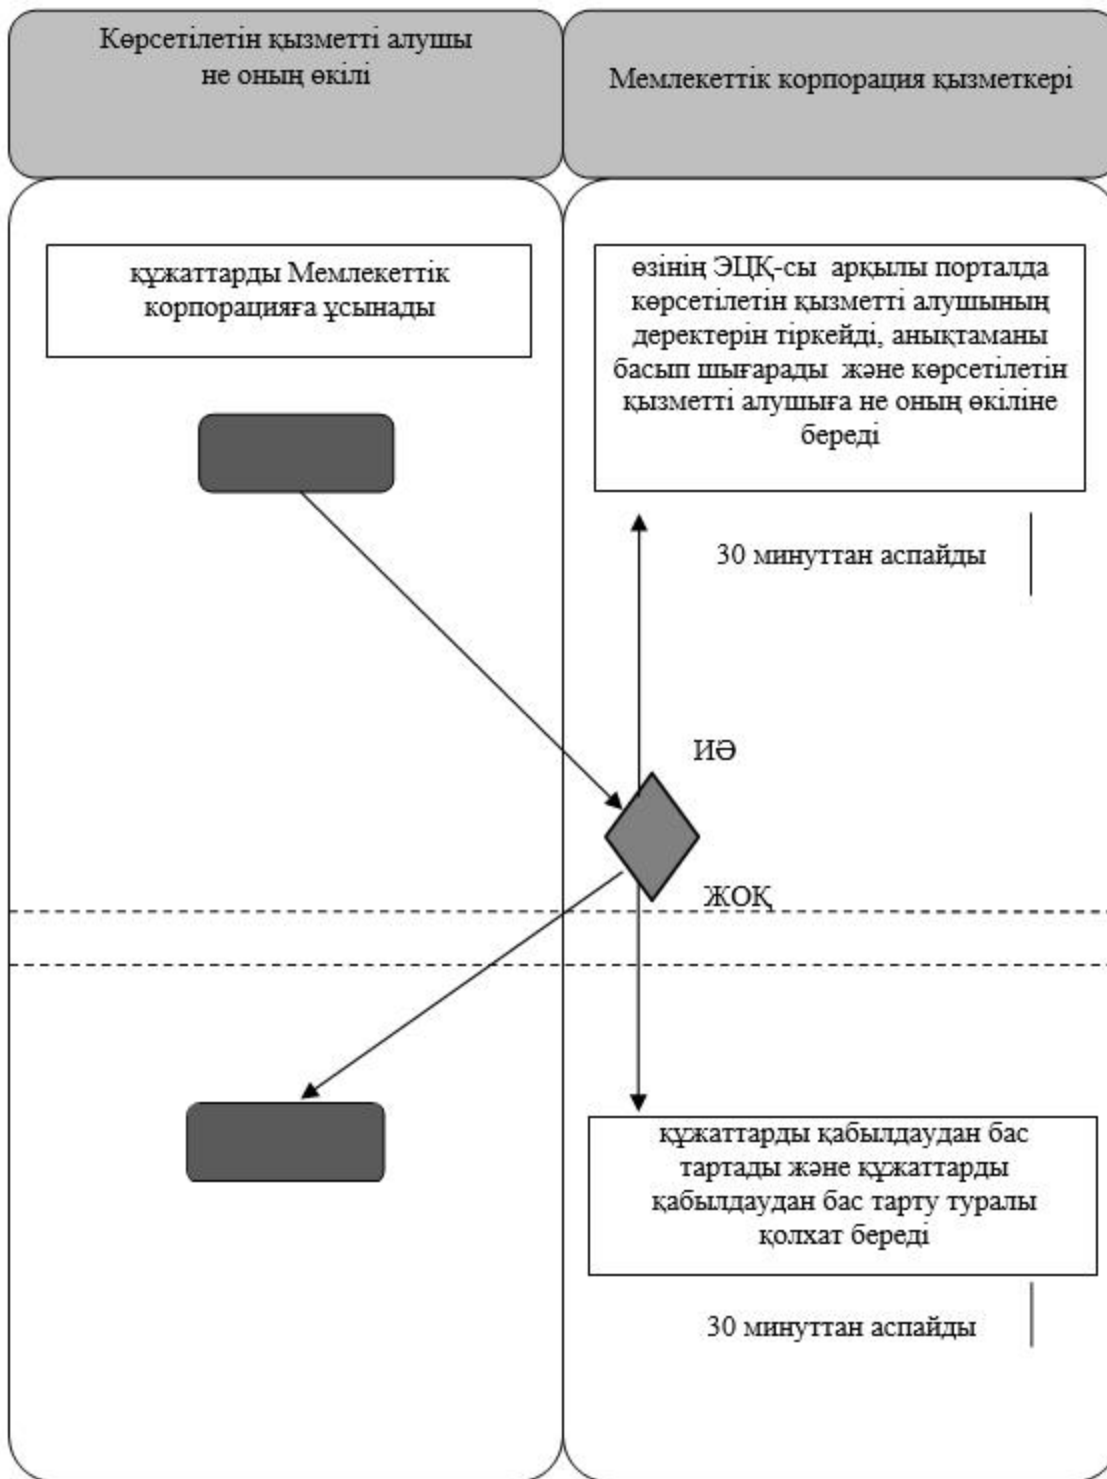 Көрсетілетін қызметті алушы
не оның өкілі
Мемлекеттік корпорация қызметкері
құжаттарды Мемлекеттік
корпорацияға ұсынады
өзінің ЭЦҚ-сы арқылы порталда
көрсетілетін қызметті алушының
деректерін тіркейді, анықтаманы
басып шығарады және көрсетілетін
қызметті алушыға не оның өкіліне
береді
30 минуттан аспайды
ИӘ
ЖОҚ
құжаттарды қабылдаудан бас
тартады және құжаттарды
қабылдаудан бас тарту туралы
қолхат береді
30 минуттан аспайды